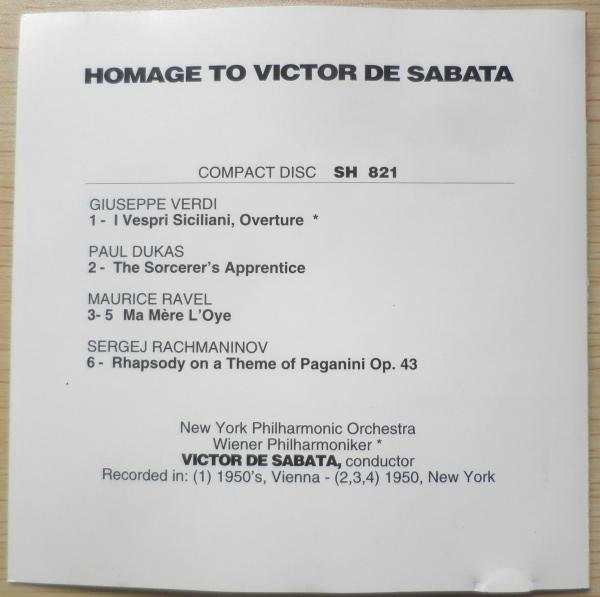 HOMAGE TO VICTOR DE SABATA
COMPACT DISC SH 821
GIUSEPPE VERDI
1 - I Vespri Siciliani, Overture *
PAUL DUKAS
2 - The Sorcerer's Apprentice
MAURICE RAVEL
3- 5 Ma Mère L'Oye
SERGEJ RACHMANINOV
6 - Rhapsody on a Theme of Paganini Op. 43
New York Philharmonic Orchestra
Wiener Philharmoniker *
VICTOR DE SABATA, conductor
Recorded in: (1) 1950's, Vienna - (2,3,4) 1950, New York